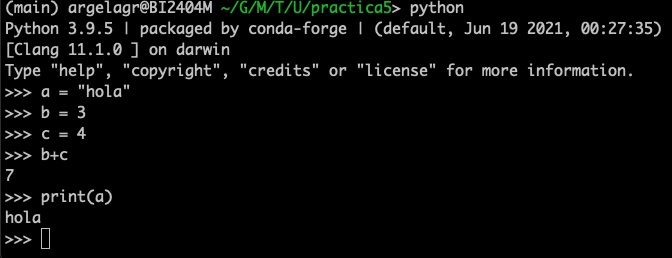 (main) argelagr@BI2404M ~/G/M/T/U/practica5> python
Python 3.9.5 | packaged by conda-forge | (default, Jun 19 2021, 00:27:35)
[Clang 11.1.0 ] on darwin
Type "help", "copyright", "credits" or "license" for more information.
>>> a = "hola"
>>> b = 3
>>> c = 4
>>> b+c
7
>>> print(a)
hola
>>>